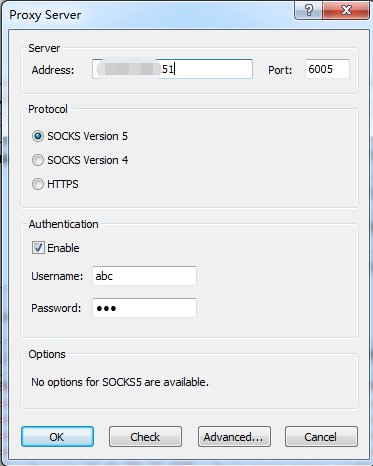 Proxy Server
Server
Address: 51 Port: 6005
Protocol
SOCKS Version 5
SOCKS Version 4
HTTPS
Authentication
Enable
Username: abc
Password: ●●●
Options
No options for SOCKS5 are available.
OK Check Advanced... Cancel